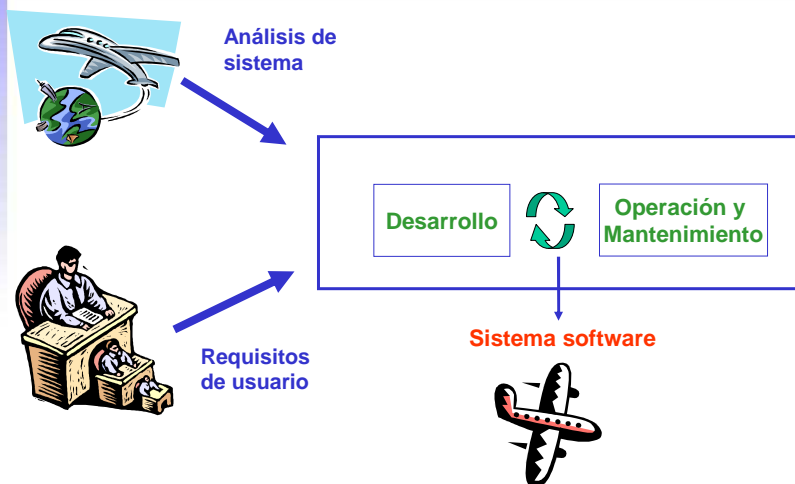 Análisis de
sistema
Desarrollo
Operación y
Mantenimiento
Requisitos
de usuario
Sistema software